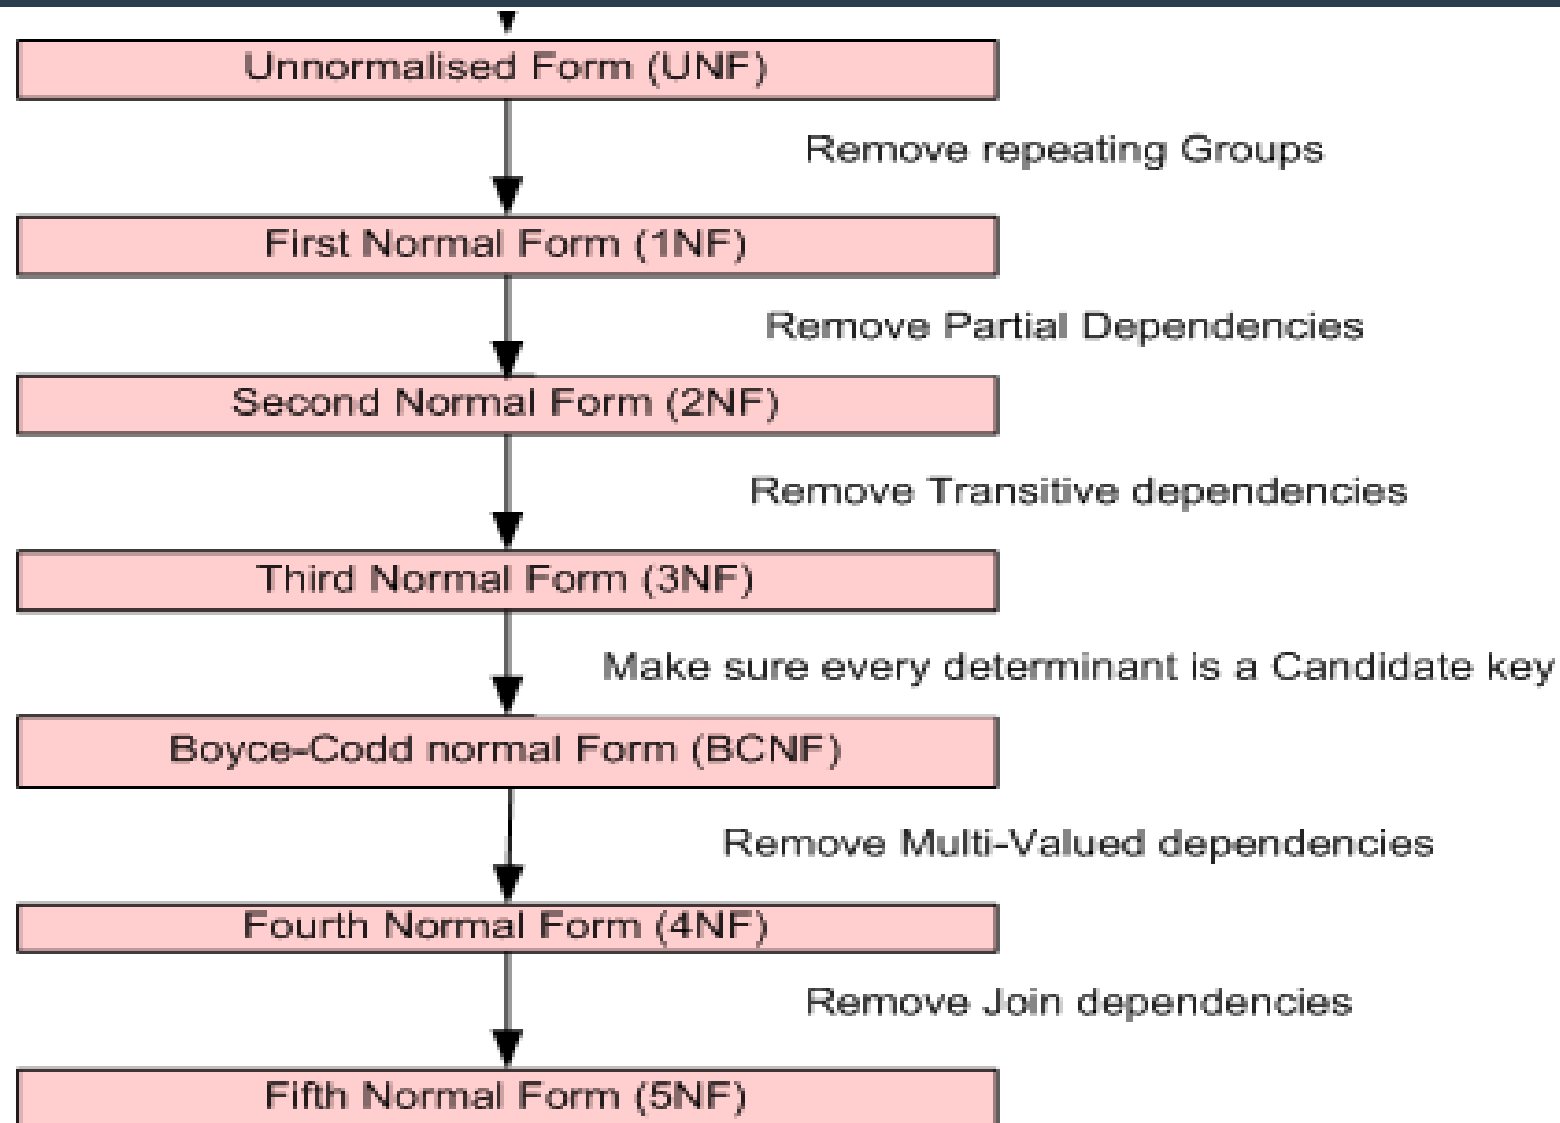 Unnormalised Form (UNF)
Remove repeating Groups
First Normal Form (1NF)
Remove Partial Dependencies
Second Normal Form (2NF)
Remove Transitive dependencies
Third Normal Form (3NF)
Make sure every determinant is a Candidate key
Boyce-Codd normal Form (BCNF)
Remove Multi-Valued dependencies
Fourth Normal Form (4NF)
Remove Join dependencies
Fifth Normal Form (5NF)